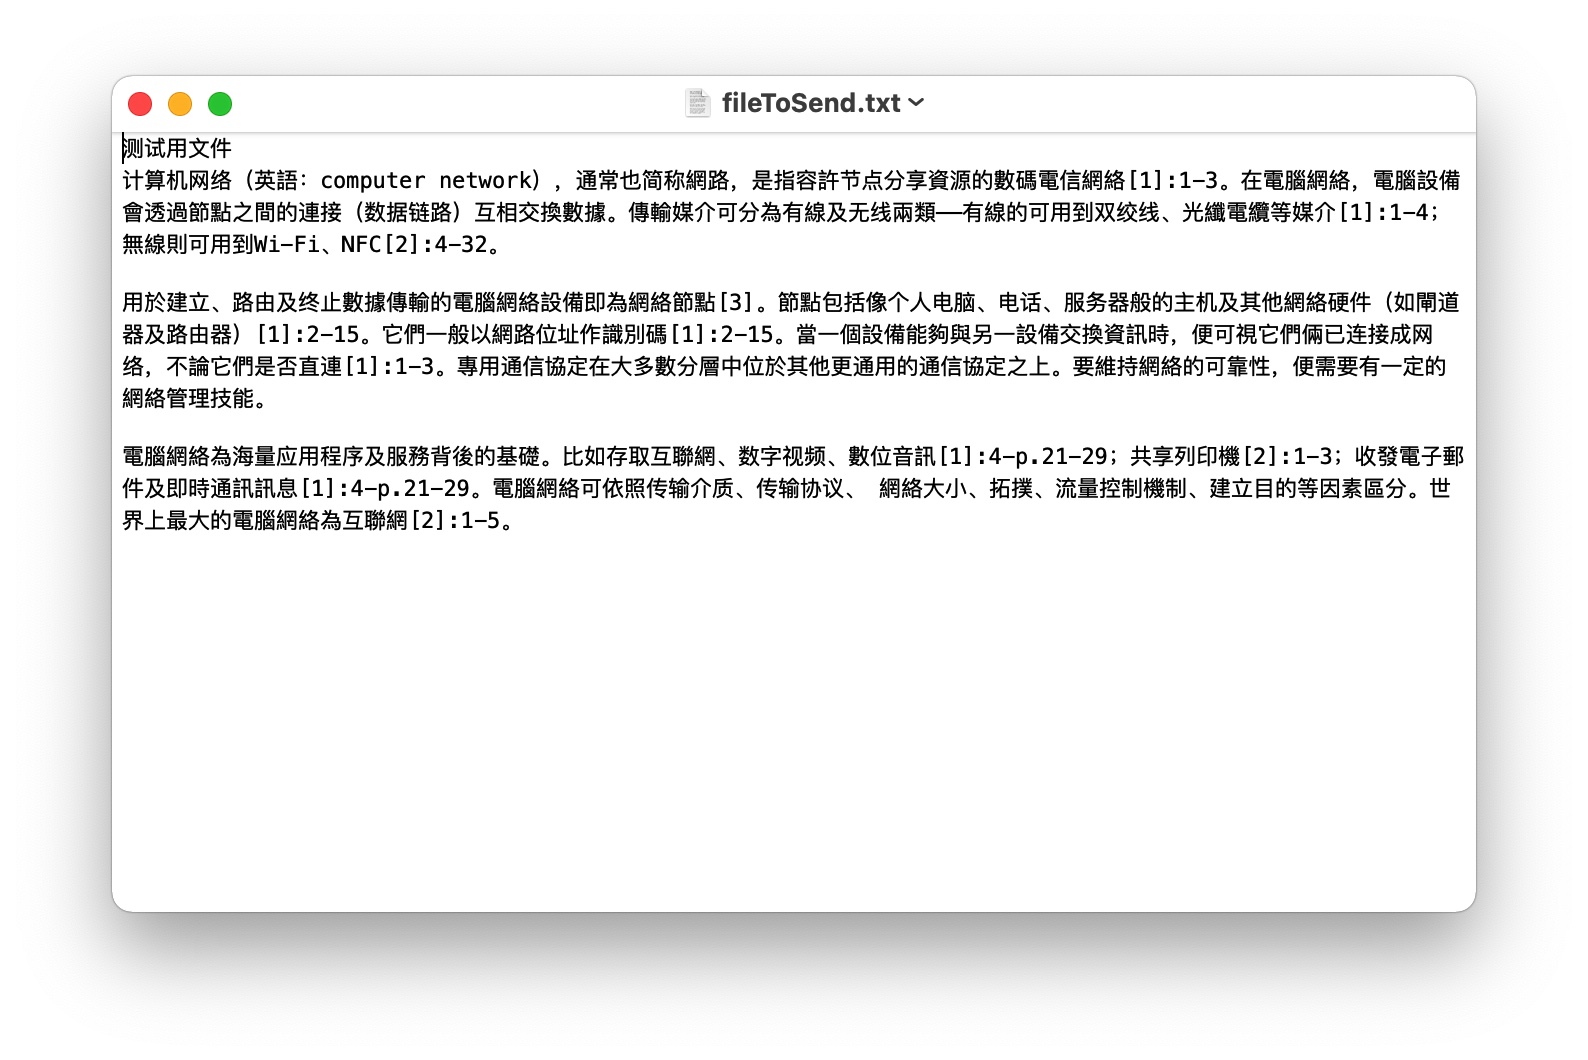 fileToSend.txt
测试用文件
计算机网络（英語：computer network），通常也简称網路，是指容許节点分享資源的數碼電信網絡[1]:1-3。在電腦網絡，電腦設備
會透過節點之間的連接（数据链路）互相交換數據。傳輸媒介可分為有線及无线兩類——有線的可用到双绞线、光纖電纜等媒介[1]:1-4；
無線則可用到Wi-Fi、NFC[2]:4-32。
用於建立、路由及终止數據傳輸的電腦網絡設備即為網絡節點[3]。節點包括像个人电脑、电话、服务器般的主机及其他網絡硬件（如閘道
器及路由器）[1]:2-15。它們一般以網路位址作識別碼[1]:2-15。當一個設備能夠與另一設備交換資訊時，便可視它們倆已连接成网
络，不論它們是否直連[1]:1-3。專用通信協定在大多數分層中位於其他更通用的通信協定之上。要維持網絡的可靠性，便需要有一定的
網絡管理技能。
電腦網絡為海量应用程序及服務背後的基礎。比如存取互聯網、数字视频、數位音訊[1]:4-p.21-29；共享列印機[2]:1-3；收發電子郵
件及即時通訊訊息[1]:4-p.21-29。電腦網絡可依照传输介质、传输协议、 網絡大小、拓撲、流量控制機制、建立目的等因素區分。世
界上最大的電腦網絡為互聯網[2]:1-5。